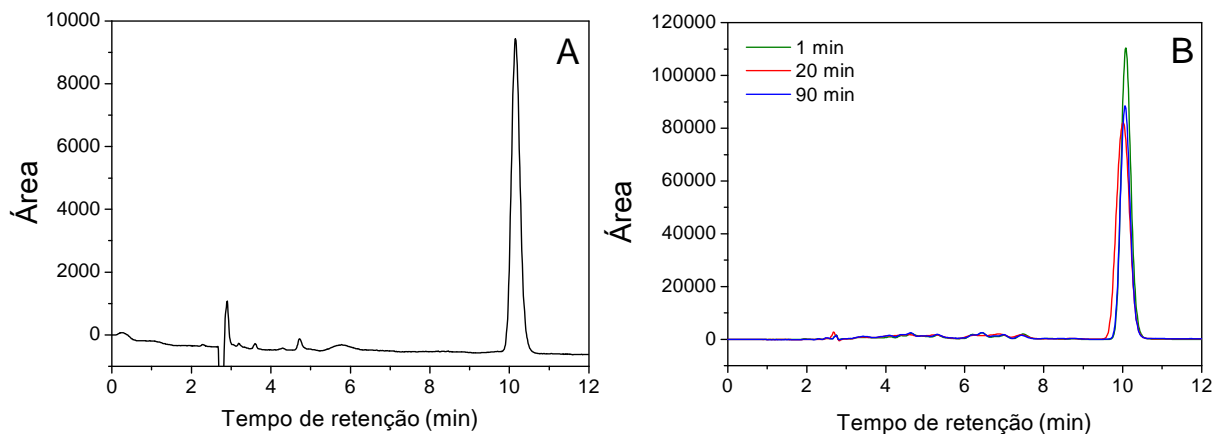 10000
8000
6000
4000
2000
0
0 2 4 6 8 10 12
Área
Tempo de retenção (min)
A
120000
100000
80000
60000
40000
20000
0
0 2 4 6 8 10 12
Área
Tempo de retenção (min)
1 min
20 min
90 min
B